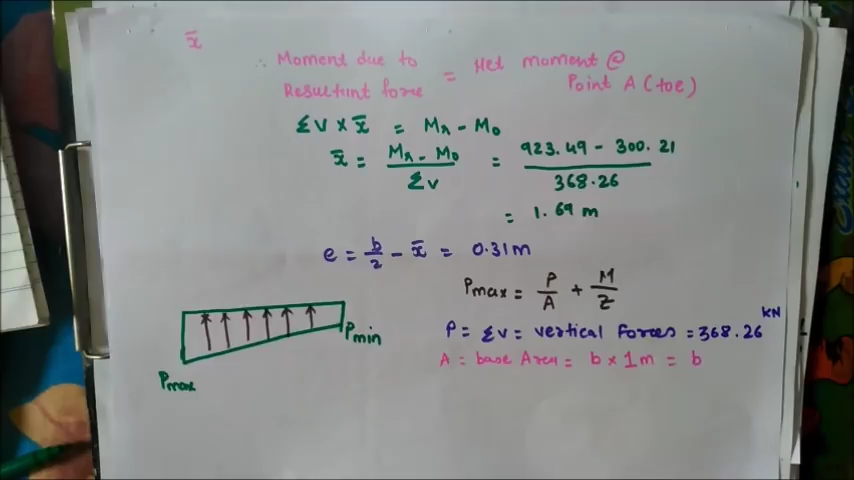 x̄
∴ Moment due to Resultant force = Net moment @ Point A (toe)
ΣV × x̄ = MR - Mo
x̄ = MR - Mo / ΣV = 923.49 - 300.21 / 368.26
= 1.69 m
e = b/2 - x̄ = 0.31m
Pmax = P/A + M/Z
P = ΣV = vertical forces = 368.26 KN
A = base Area = b × 1m = b
Pmin
Pmax